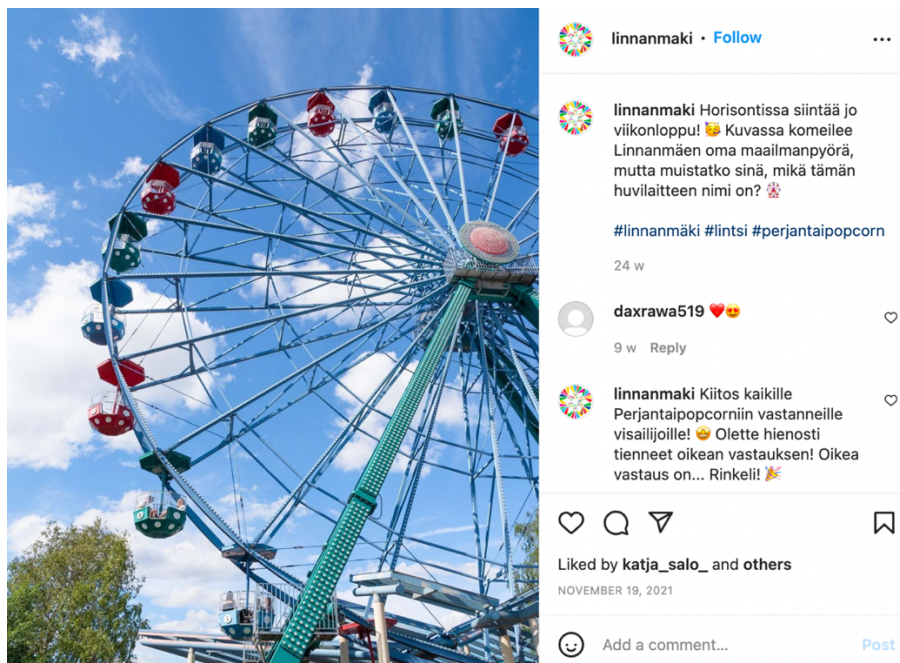 linnanmaki • Follow
linnanmaki Horisontissa siintää jo
viikonloppu! 🥳 Kuvassa komeilee
Linnanmäen oma maailmanpyörä,
mutta muistatko sinä, mikä tämän
huvilaitteen nimi on? 🎡
#linnanmäki #lintsi #perjantaipopcorn
24 w
daxrawa519 ❤️😍
9 w Reply
linnanmaki Kiitos kaikille
Perjantaipopcorniin vastanneille
visailijoille! 🤩 Olette hienosti
tienneet oikean vastauksen! Oikea
vastaus on... Rinkeli! 🎉
Liked by katja_salo_ and others
NOVEMBER 19, 2021
Add a comment... Post